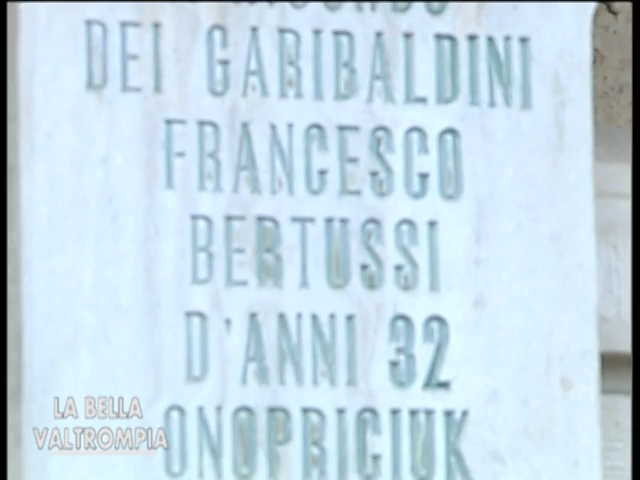 DEI GARIBALDINI
FRANCESCO
BERTUSSI
D'ANNI 32
ONOPRICIUK
LA BELLA
VALTROMPIA